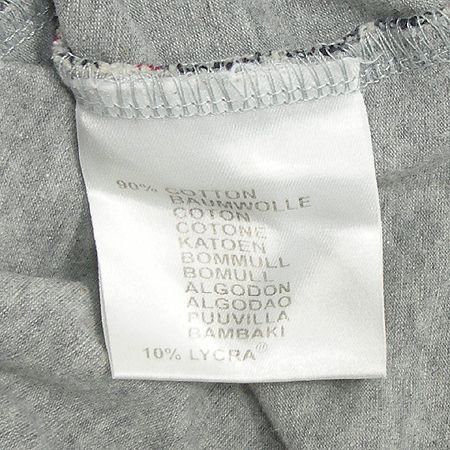 90% COTTON
BAUMWOLLE
COTON
COTONE
KATOEN
BOMMULL
BOMULL
ALGODON
ALGODAO
PUUVILLA
BAMBAKI
10% LYCRA®